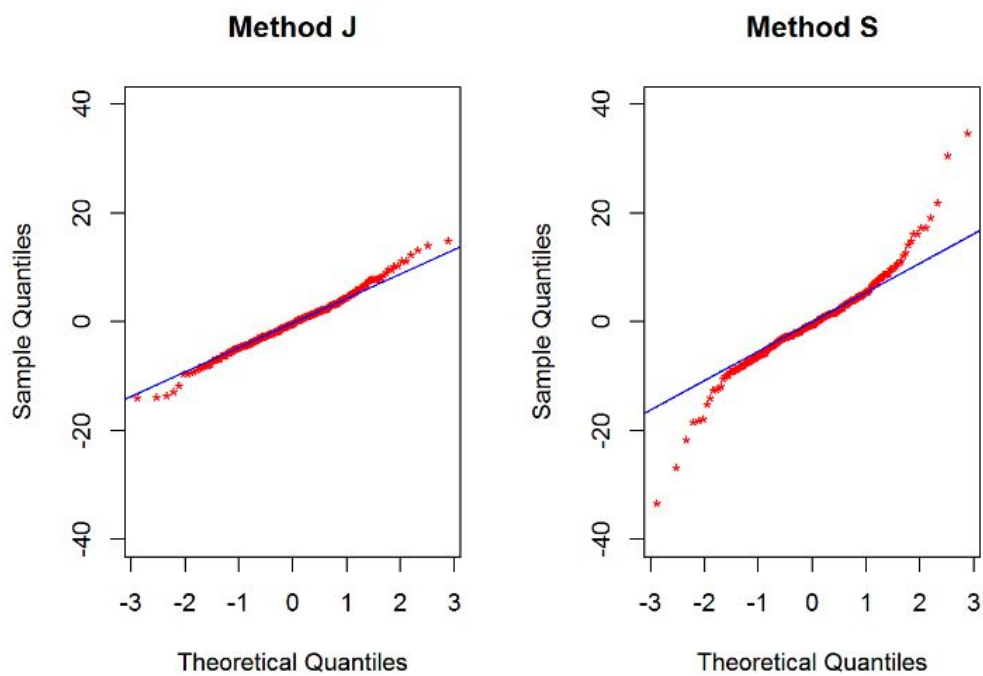 Method J
Sample Quantiles
40
20
0
-20
-40
-3 -2 -1 0 1 2 3
Theoretical Quantiles
Method S
Sample Quantiles
40
20
0
-20
-40
-3 -2 -1 0 1 2 3
Theoretical Quantiles